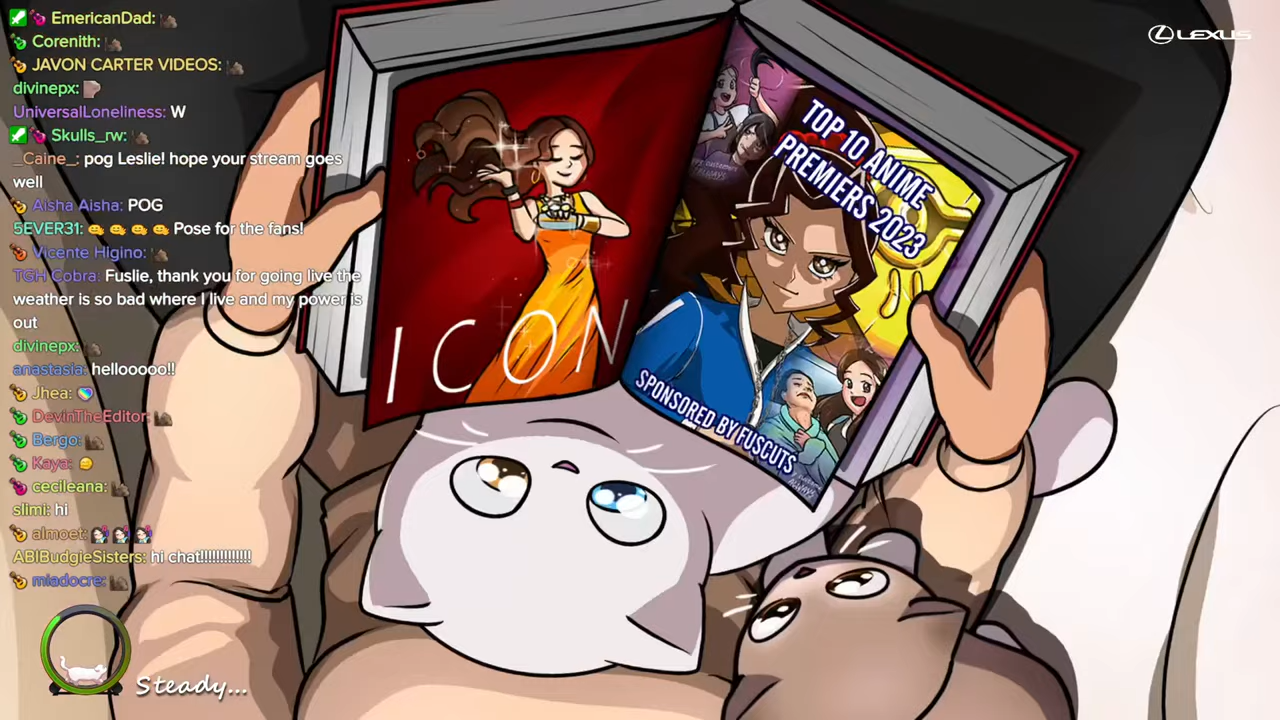 EmericanDad:
Corenith:
JAVON CARTER VIDEOS:
divinepx:
UniversalLoneliness: W
Skulls_rw:
_Caine_: pog Leslie! hope your stream goes
well
Aisha Aisha: POG
5EVER31: Pose for the fans!
Vicente Higino:
TGH Cobra: Fuslie, thank you for going live the
weather is so bad where I live and my power is
out
divinepx:
anastasia: hellooooo!!
Jhea:
DevinTheEditor:
Bergo:
Kaya:
cecileana:
slimi: hi
almoet:
ABIBudgieSisters: hi chat!!!!!!!!!!!!!
miadocre:
Steady...
ICON
TOP 10 ANIME
PREMIERS 2023
SPONSORED BY FUSCUTS
LEXUS